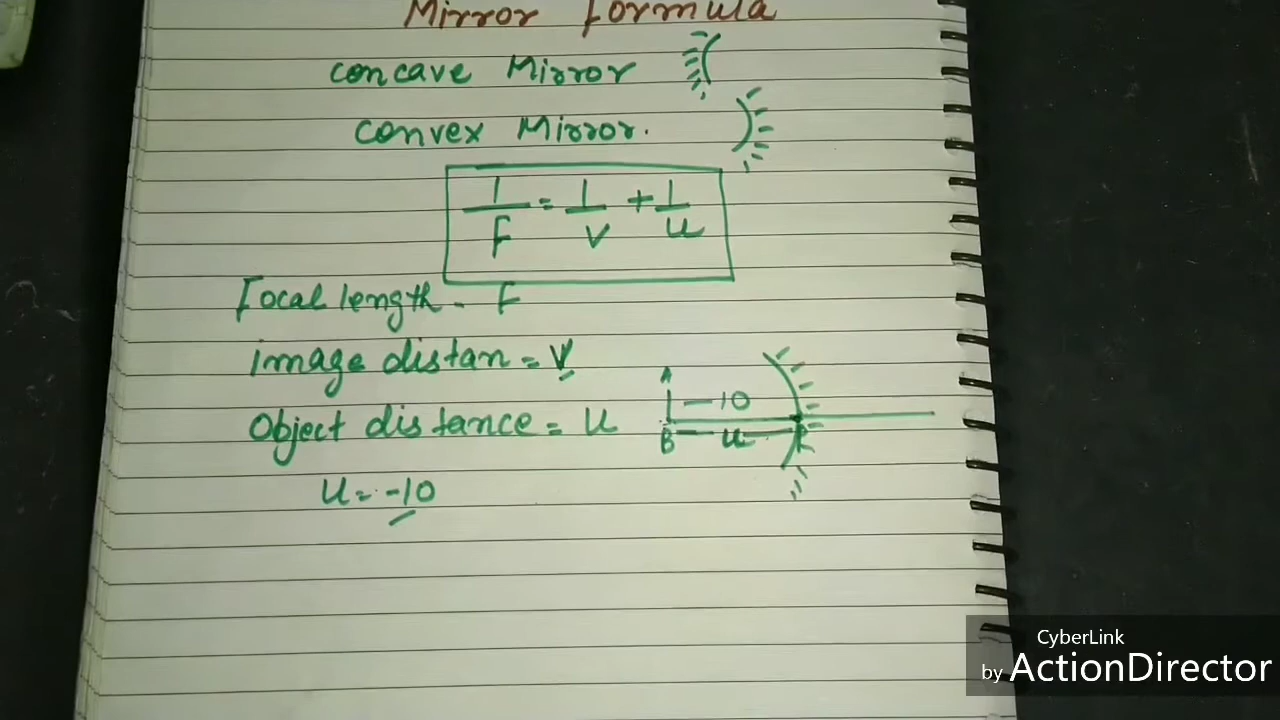 Mirror Formula
concave Mirror
convex Mirror.
1/F = 1/V + 1/u
Focal length - F
Image distan = V
Object distance = u
A
-10
B u P
u = -10
CyberLink
by ActionDirector